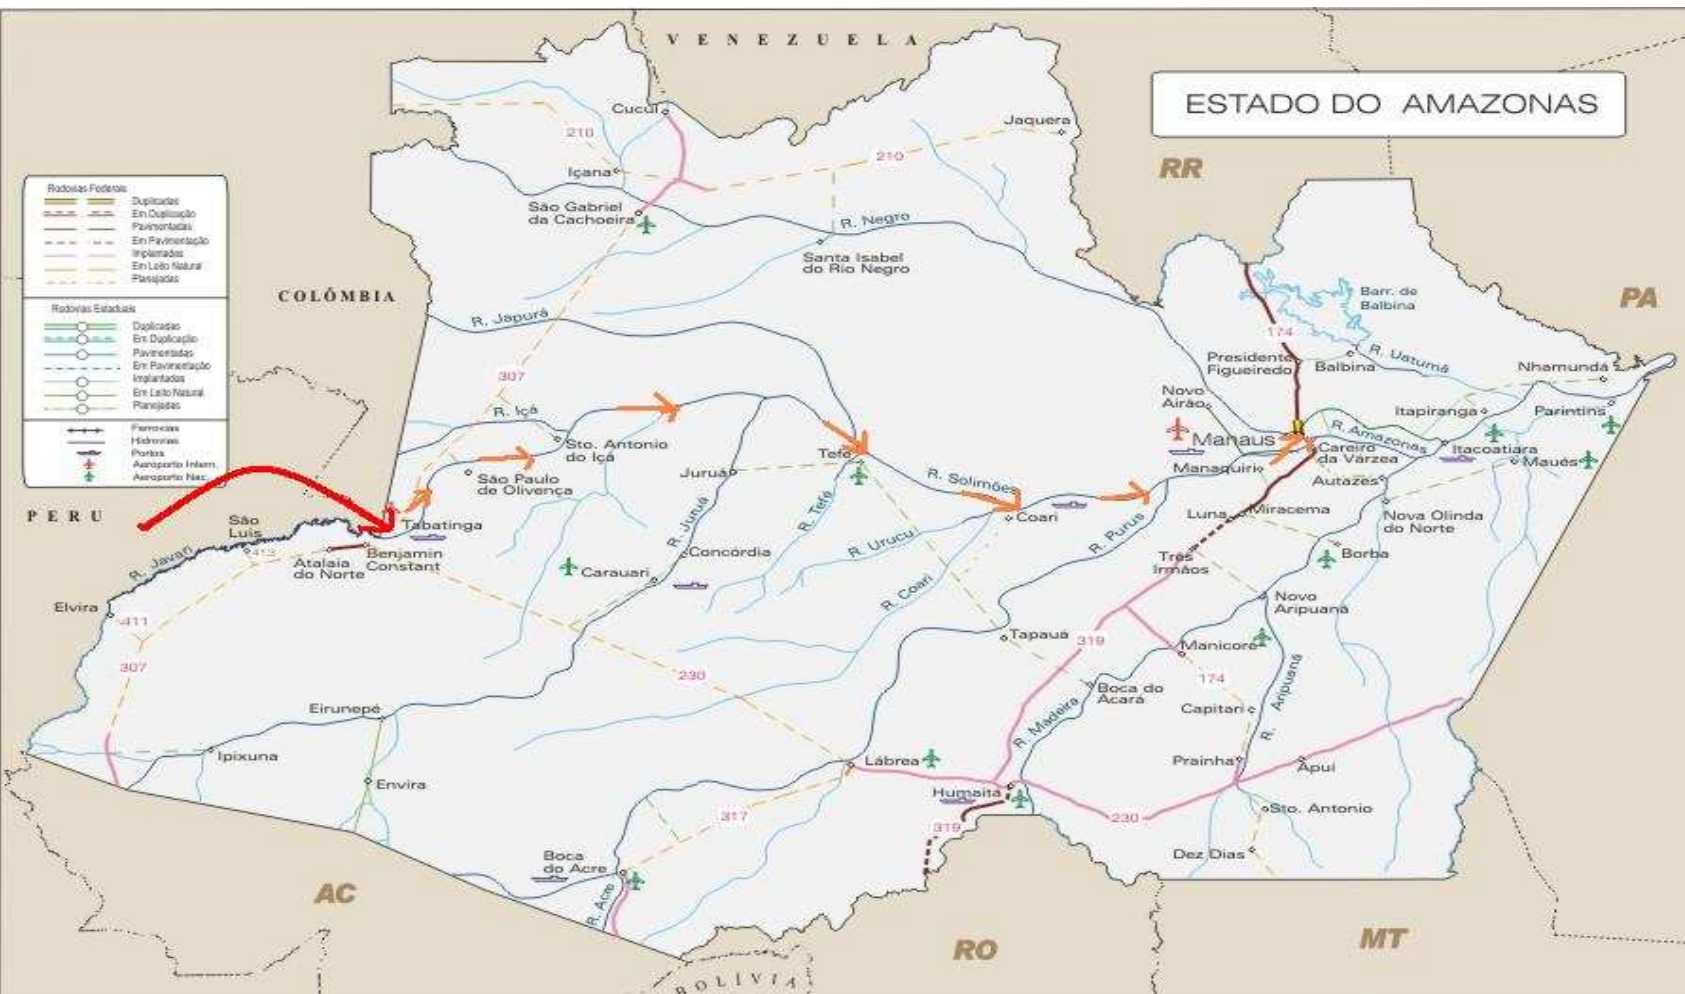 VENEZUELA
ESTADO DO AMAZONAS
Cucuí
Jaquera
210
210
RR
Içana
Rodovias Federais
Duplicadas
Em Duplicação
Pavimentadas
Em Pavimentação
Implantadas
Em Leito Natural
Planejadas
São Gabriel
da Cachoeira
R. Negro
Santa Isabel
do Rio Negro
COLÔMBIA
Barr. de
Balbina
PA
Rodovias Estaduais
Duplicadas
Em Duplicação
Pavimentadas
Em Pavimentação
Implantadas
Em Leito Natural
Planejadas
R. Japurá
174
Presidente
Figueiredo
Balbina
R. Uatumã
Nhamundá
307
Novo
Airão
R. Içá
Itapiranga
Parintins
Ferrovias
Hidrovias
Portos
Aeroporto Intern.
Aeroporto Nac.
Sto. Antonio
do Içá
Manaus
R. Amazonas
Careiro
da Várzea
Itacoatiara
Tefé
Juruá
São Paulo
de Olivença
R. Solimões
Manaquiri
Autazes
Maués
PERU
São
Luis
Tabatinga
R. Juruá
R. Tefé
Coari
Luna
Miracema
Nova Olinda
do Norte
R. Javari
413
Atalaia
do Norte
Benjamin
Constant
Concórdia
R. Urucu
R. Purus
Três
Irmãos
Borba
Carauari
R. Coari
Elvira
411
Novo
Aripuanã
Tapauá
319
Manicoré
307
230
174
Boca do
Acará
Capitari
R. Aripuanã
Eirunepé
R. Madeira
Ipixuna
Lábrea
Prainha
Apuí
Envira
Humaitá
Sto. Antonio
317
319
230
Boca
do Acre
Dez Dias
AC
R. Acre
RO
MT
BOLÍVIA